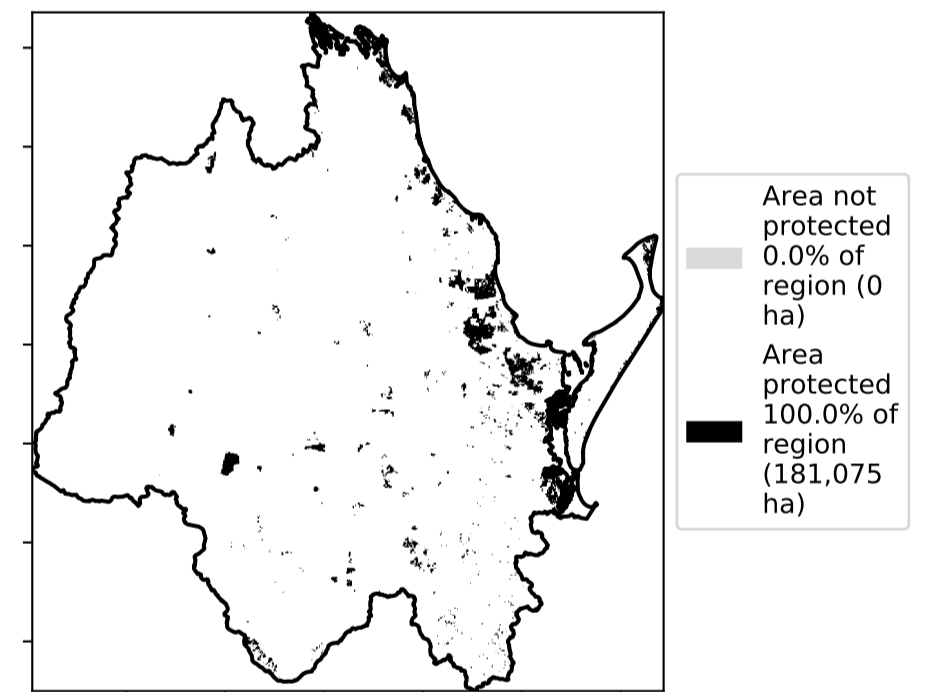 Area not
protected
0.0% of
region (0
ha)
Area
protected
100.0% of
region
(181,075
ha)